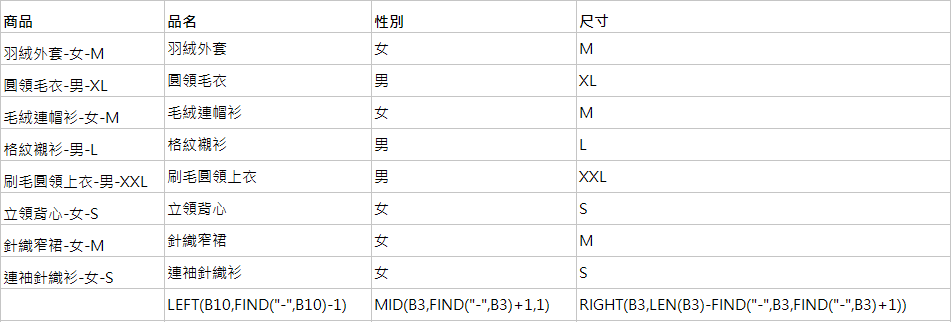 商品 品名 性別 尺寸
羽絨外套-女-M 羽絨外套 女 M
圓領毛衣-男-XL 圓領毛衣 男 XL
毛絨連帽衫-女-M 毛絨連帽衫 女 M
格紋襯衫-男-L 格紋襯衫 男 L
刷毛圓領上衣-男-XXL 刷毛圓領上衣 男 XXL
立領背心-女-S 立領背心 女 S
針織窄裙-女-M 針織窄裙 女 M
連袖針織衫-女-S 連袖針織衫 女 S
LEFT(B10,FIND("-",B10)-1) MID(B3,FIND("-",B3)+1,1) RIGHT(B3,LEN(B3)-FIND("-",B3,FIND("-",B3)+1))